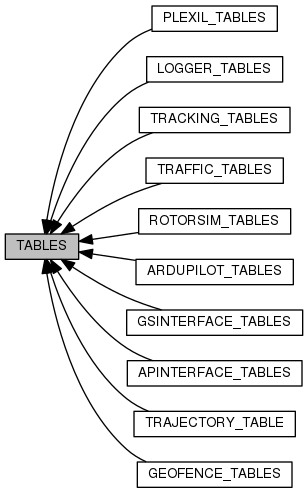 PLEXIL_TABLES
LOGGER_TABLES
TRACKING_TABLES
TRAFFIC_TABLES
ROTORSIM_TABLES
TABLES
ARDUPILOT_TABLES
GSINTERFACE_TABLES
APINTERFACE_TABLES
TRAJECTORY_TABLE
GEOFENCE_TABLES